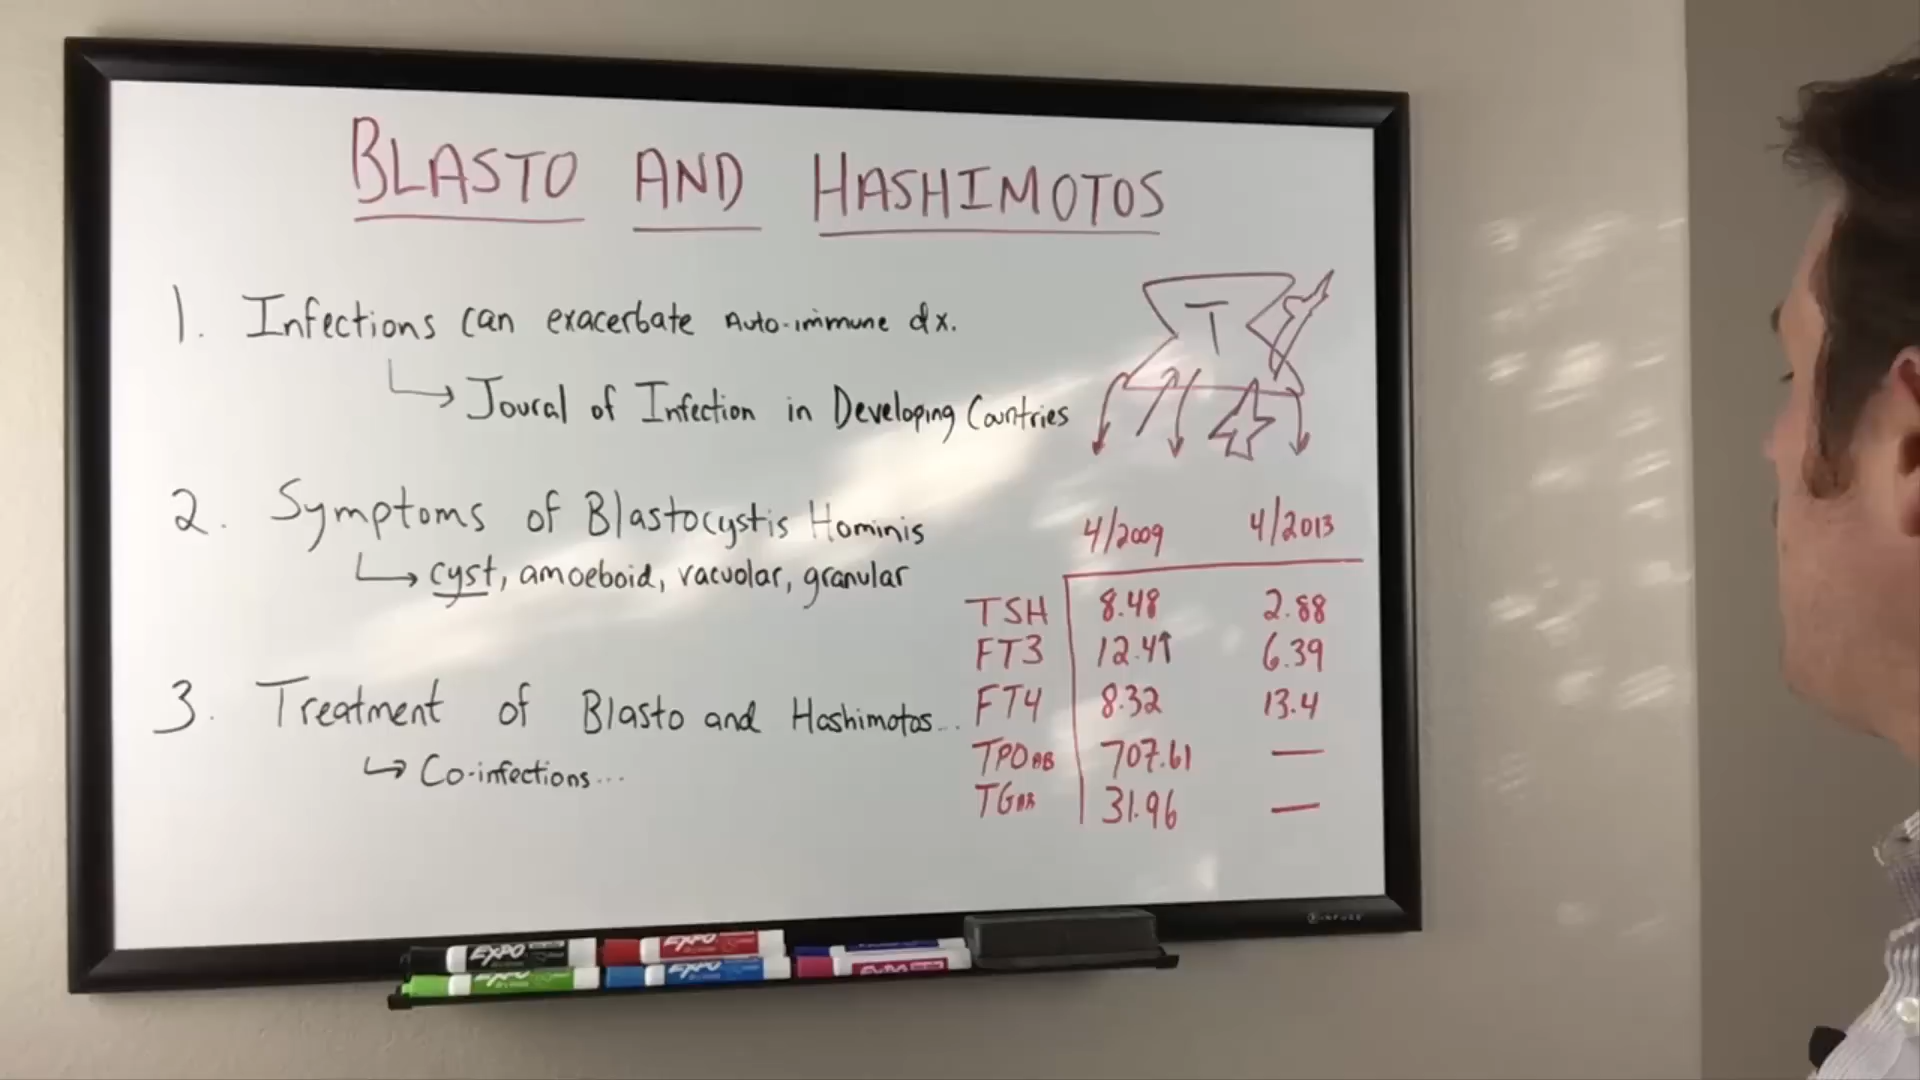 BLASTO AND HASHIMOTOS
1. Infections can exacerbate Auto-immune dx.
Joural of Infection in Developing Countries
T
2. Symptoms of Blastocystis Hominis
cyst, amoeboid, vacuolar, granular
3. Treatment of Blasto and Hashimotos...
Co-infections...
4/2009 4/2013
TSH 8.48 2.88
FT3 12.4↑ 6.39
FT4 8.32 13.4
TPOAB 707.61 —
TGAB 31.96 —
EXPO EXPO
EXPO EXPO EXPO